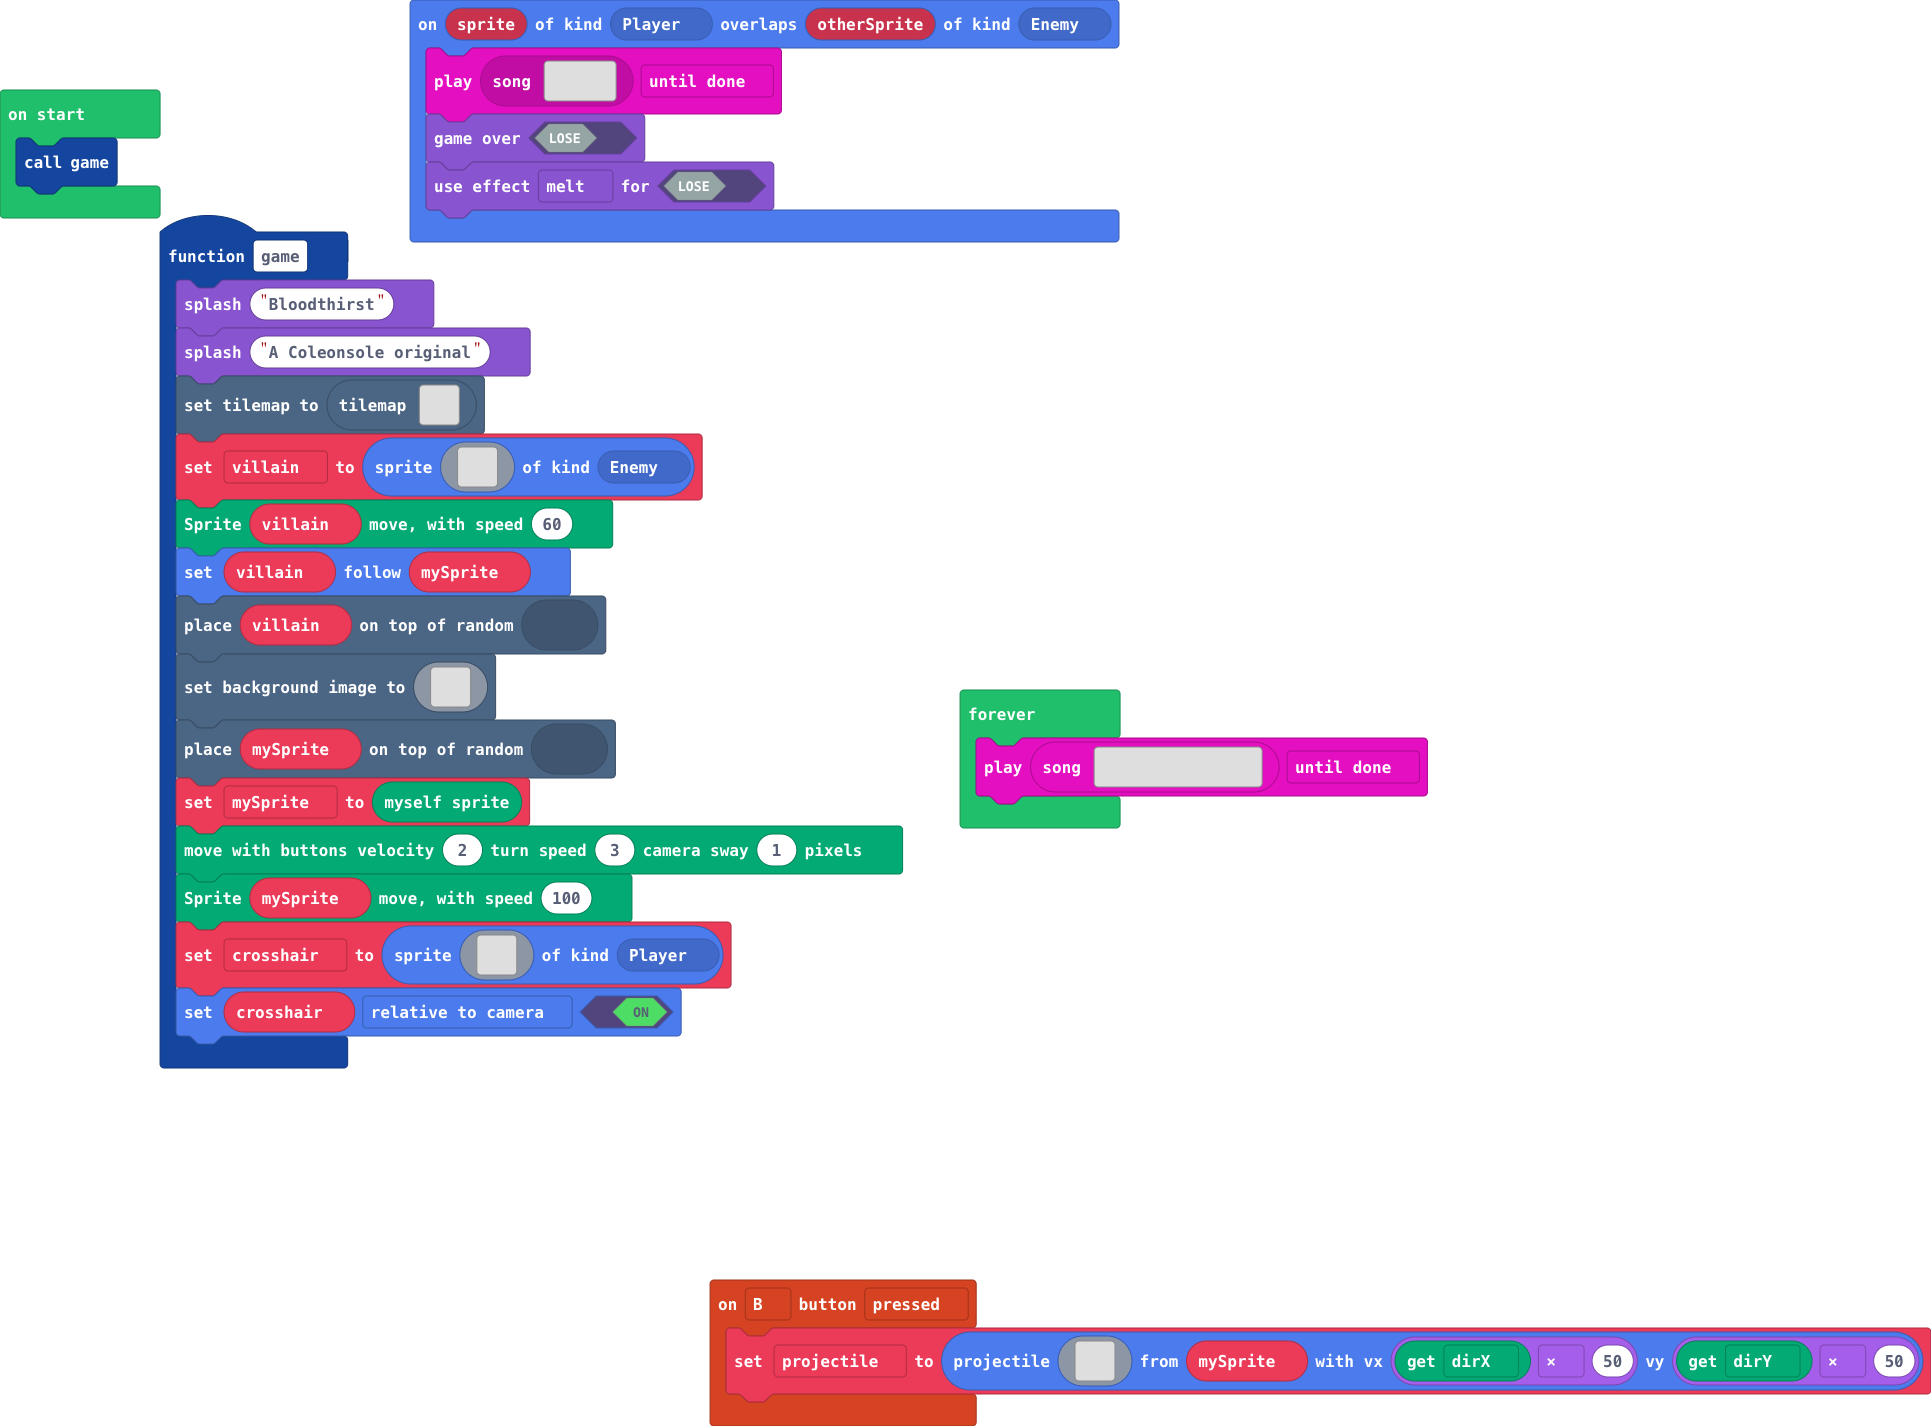 on sprite of kind Player overlaps otherSprite of kind Enemy
play song until done
game over LOSE
use effect melt for LOSE
on start
call game
function game
splash "Bloodthirst"
splash "A Coleonsole original"
set tilemap to tilemap
set villain to sprite of kind Enemy
Sprite villain move, with speed 60
set villain follow mySprite
place villain on top of random
set background image to
place mySprite on top of random
set mySprite to myself sprite
move with buttons velocity 2 turn speed 3 camera sway 1 pixels
Sprite mySprite move, with speed 100
set crosshair to sprite of kind Player
set crosshair relative to camera ON
forever
play song until done
on B button pressed
set projectile to projectile from mySprite with vx get dirX × 50 vy get dirY × 50